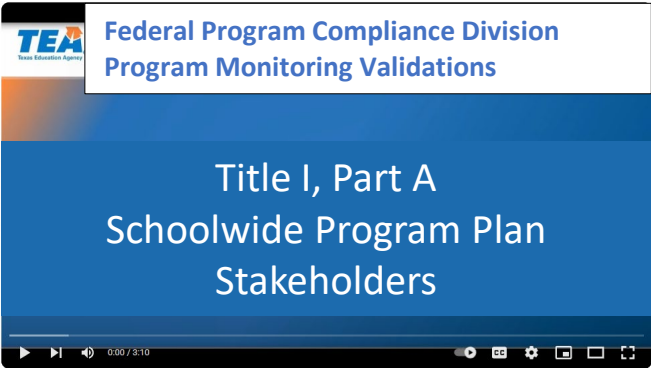 TEA
Texas Education Agency
Federal Program Compliance Division
Program Monitoring Validations
Title I, Part A
Schoolwide Program Plan
Stakeholders
0:00 / 3:10
CC